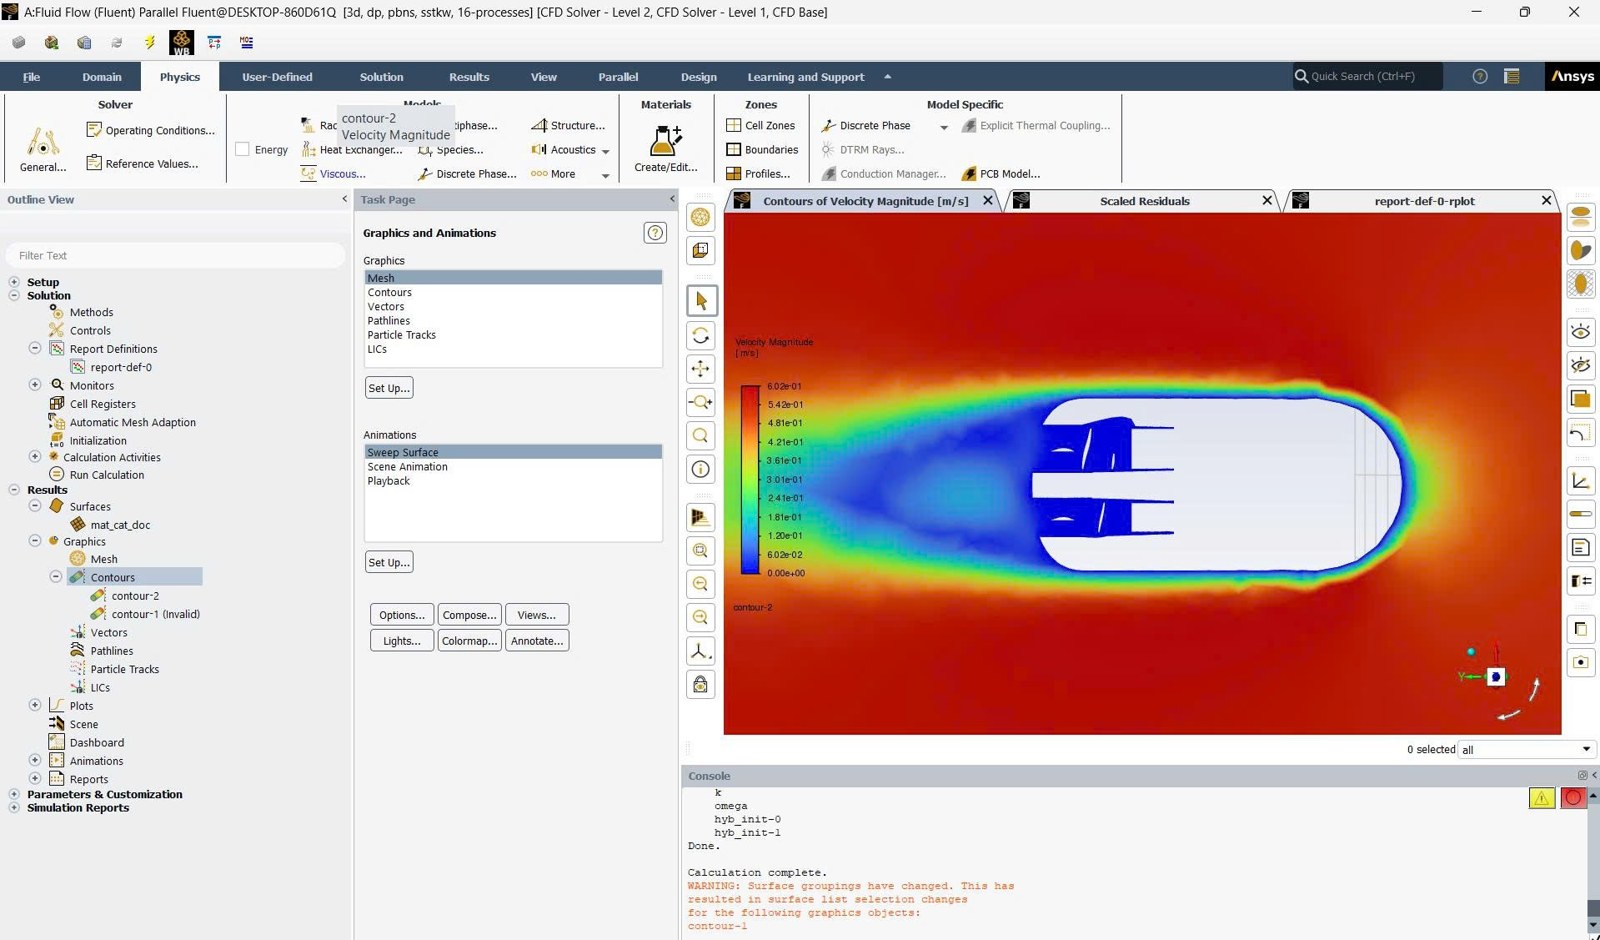 A:Fluid Flow (Fluent) Parallel Fluent@DESKTOP-860D61Q [3d, dp, pbns, sstkw, 16-processes] [CFD Solver - Level 2, CFD Solver - Level 1, CFD Base]
WB
File Domain Physics User-Defined Solution Results View Parallel Design Learning and Support
Quick Search (Ctrl+F)
Ansys
Solver
General...
Operating Conditions...
Reference Values...
Models
Energy
Heat Exchanger...
Viscous...
Species...
Discrete Phase...
Structure...
Acoustics
More
contour-2
Velocity Magnitude
Materials
Create/Edit...
Zones
Cell Zones
Boundaries
Profiles...
Model Specific
Discrete Phase
DTRM Rays...
Conduction Manager...
Explicit Thermal Coupling...
PCB Model...
Outline View
Filter Text
Setup
Solution
Methods
Controls
Report Definitions
report-def-0
Monitors
Cell Registers
Automatic Mesh Adaption
t=0
Initialization
Calculation Activities
Run Calculation
Results
Surfaces
mat_cat_doc
Graphics
Mesh
Contours
contour-2
contour-1 (Invalid)
Vectors
Pathlines
Particle Tracks
LICs
Plots
Scene
Dashboard
Animations
Reports
Parameters & Customization
Simulation Reports
Task Page
Graphics and Animations
Graphics
Mesh
Contours
Vectors
Pathlines
Particle Tracks
LICs
Set Up...
Animations
Sweep Surface
Scene Animation
Playback
Set Up...
Options... Compose... Views...
Lights... Colormap... Annotate...
Contours of Velocity Magnitude [m/s]
Scaled Residuals
report-def-0-rplot
Velocity Magnitude
[m/s]
6.02e-01
5.42e-01
4.81e-01
4.21e-01
3.61e-01
3.01e-01
2.41e-01
1.81e-01
1.20e-01
6.02e-02
0.00e+00
contour-2
Y
0 selected all
Console
k
omega
hyb_init-0
hyb_init-1
Done.
Calculation complete.
WARNING: Surface groupings have changed. This has
resulted in surface list selection changes
for the following graphics objects:
contour-1